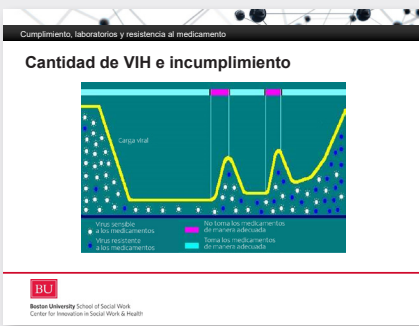 Cumplimiento, laboratorios y resistencia al medicamento
Cantidad de VIH e incumplimiento
Carga viral
Virus sensible
a los medicamentos
Virus resistente
a los medicamentos
No toma los medicamentos
de manera adecuada
Toma los medicamentos
de manera adecuada
BU
Boston University School of Social Work
Center for Innovation in Social Work & Health